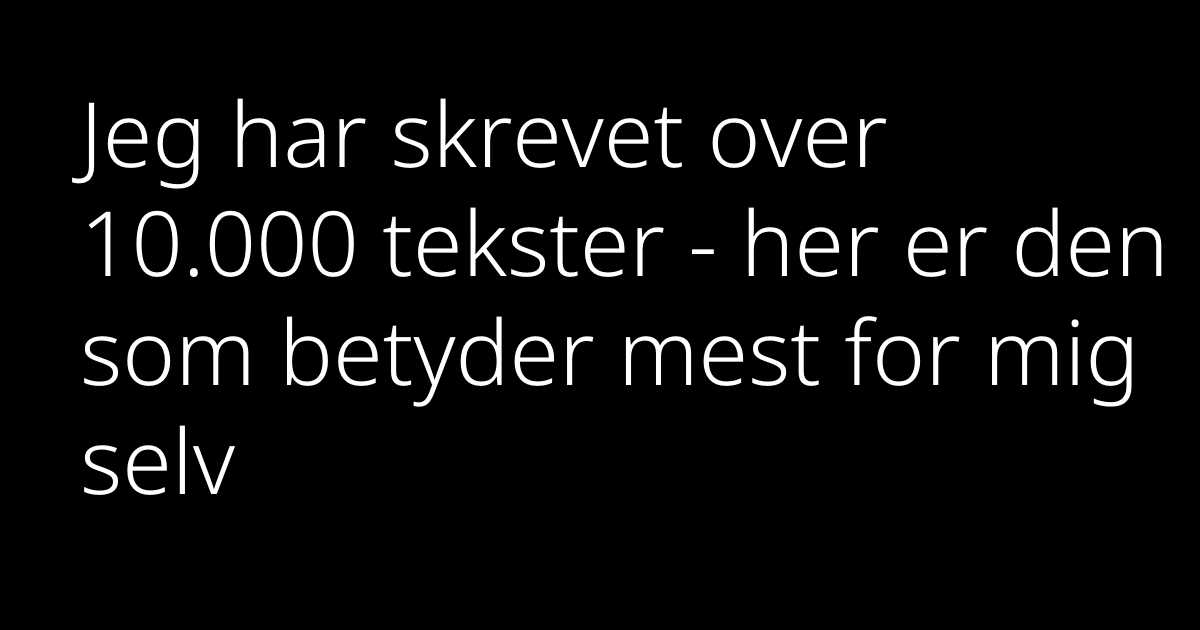 Jeg har skrevet over
10.000 tekster - her er den
som betyder mest for mig
selv